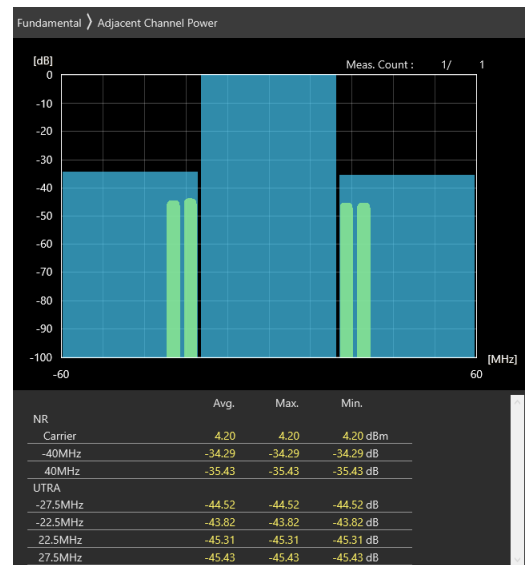 Fundamental ❭ Adjacent Channel Power
[dB]
Meas. Count : 1/ 1
0
-10
-20
-30
-40
-50
-60
-70
-80
-90
-100
[MHz]
-60 60
Avg. Max. Min.
NR
Carrier 4.20 4.20 4.20 dBm
-40MHz -34.29 -34.29 -34.29 dB
40MHz -35.43 -35.43 -35.43 dB
UTRA
-27.5MHz -44.52 -44.52 -44.52 dB
-22.5MHz -43.82 -43.82 -43.82 dB
22.5MHz -45.31 -45.31 -45.31 dB
27.5MHz -45.43 -45.43 -45.43 dB